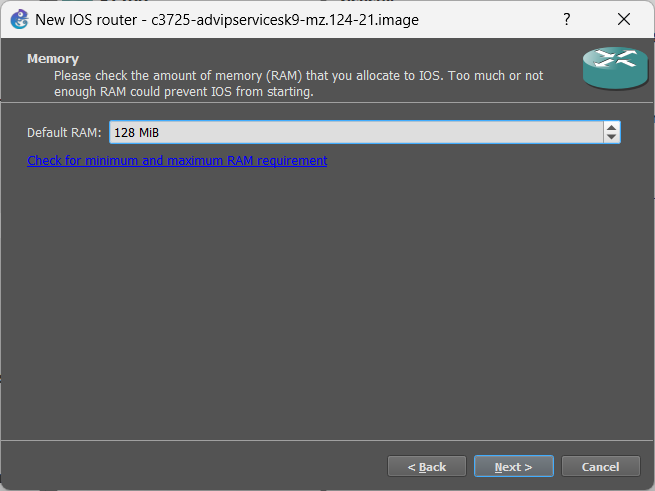 New IOS router - c3725-advipservicesk9-mz.124-21.image
?
Memory
Please check the amount of memory (RAM) that you allocate to IOS. Too much or not
enough RAM could prevent IOS from starting.
Default RAM: 128 MiB
Check for minimum and maximum RAM requirement
< Back Next > Cancel